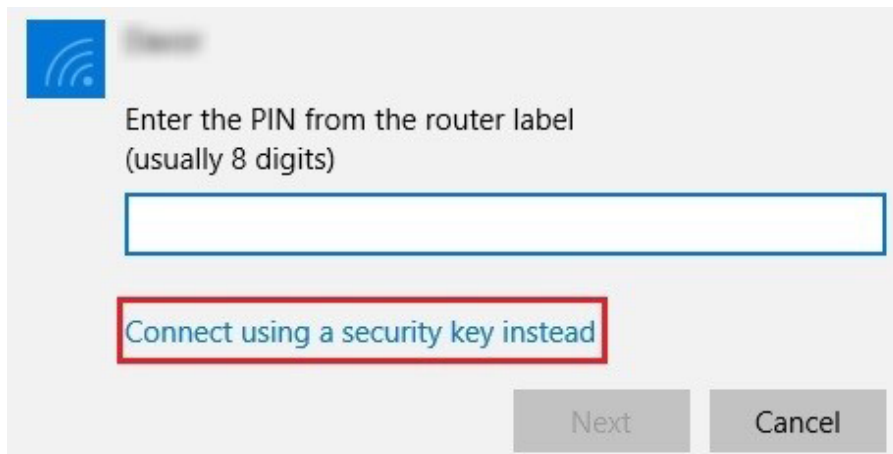 Enter the PIN from the router label
(usually 8 digits)
Connect using a security key instead
Next
Cancel